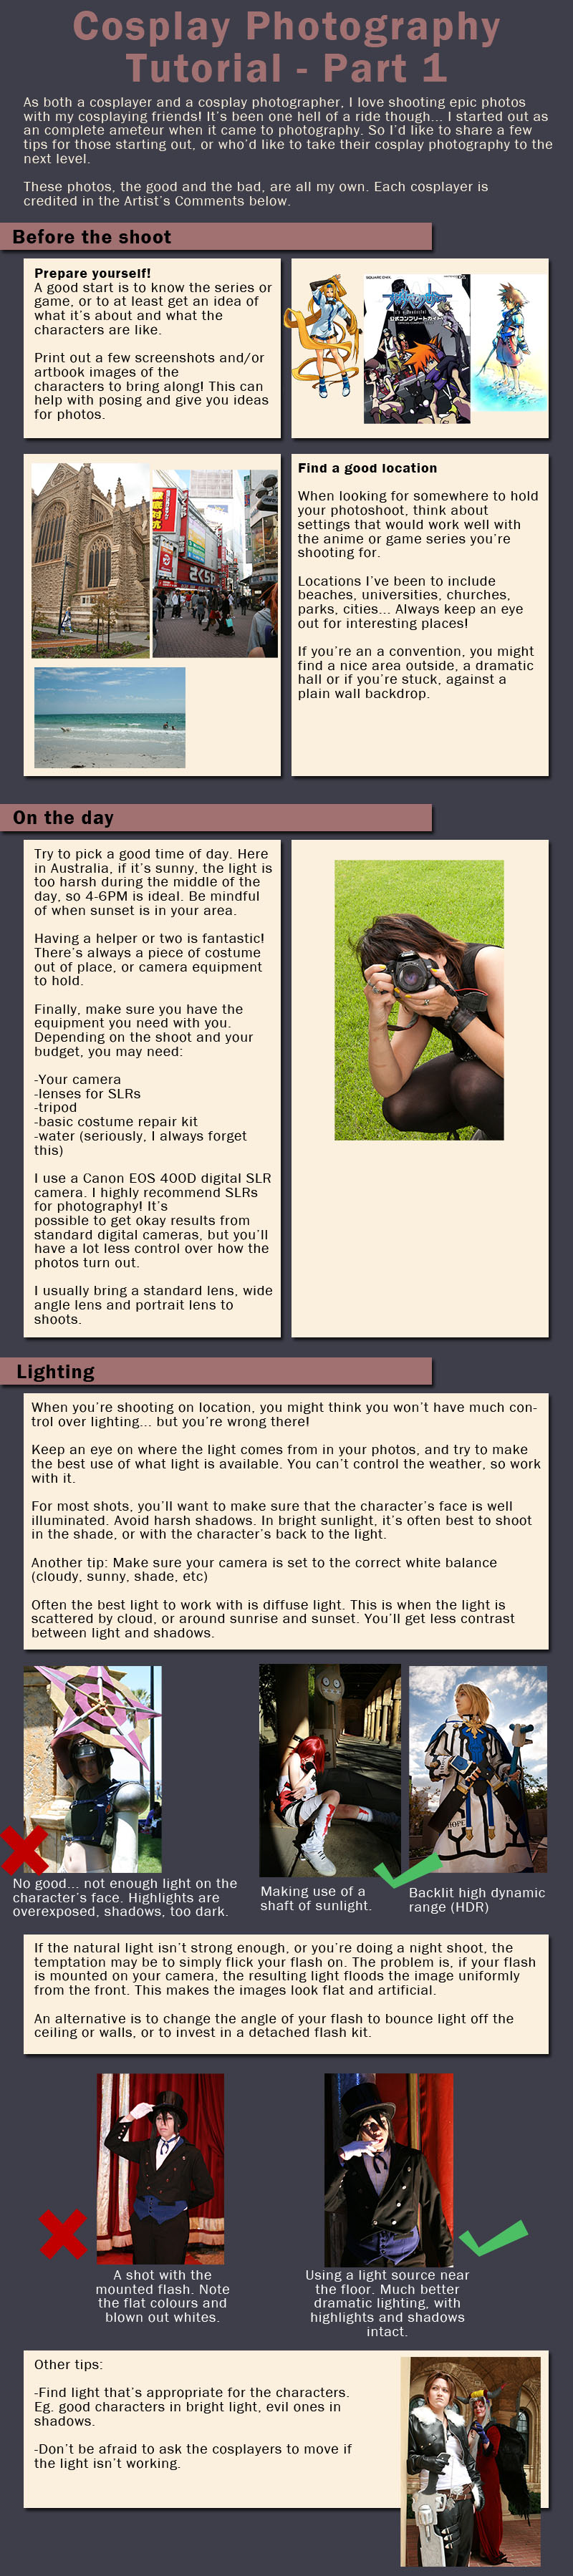 Cosplay Photography
Tutorial - Part 1
As both a cosplayer and a cosplay photographer, I love shooting epic photos
with my cosplaying friends! It's been one hell of a ride though... I started out as
an complete ameteur when it came to photography. So I'd like to share a few
tips for those starting out, or who'd like to take their cosplay photography to the
next level.
These photos, the good and the bad, are all my own. Each cosplayer is
credited in the Artist's Comments below.
Before the shoot
Prepare yourself!
A good start is to know the series or
game, or to at least get an idea of
what it's about and what the
characters are like.
Print out a few screenshots and/or
artbook images of the
characters to bring along! This can
help with posing and give you ideas
for photos.
SQUARE ENIX
Find a good location
When looking for somewhere to hold
your photoshoot, think about
settings that would work well with
the anime or game series you're
shooting for.
Locations I've been to include
beaches, universities, churches,
parks, cities... Always keep an eye
out for interesting places!
If you're an convention, you might
find a nice area outside, a dramatic
hall or if you're stuck, against a
plain wall backdrop.
On the day
Try to pick a good time of day. Here
in Australia, if it's sunny, the light is
too harsh during the middle of the
day, so 4-6PM is ideal. Be mindful
of when sunset is in your area.
Having a helper or two is fantastic!
There's always a piece of costume
out of place, or camera equipment
to hold.
Finally, make sure you have the
equipment you need with you.
Depending on the shoot and your
budget, you may need:
-Your camera
-lenses for SLRs
-tripod
-basic costume repair kit
-water (seriously, I always forget
this)
I use a Canon EOS 400D digital SLR
camera. I highly recommend SLRs
for photography! It's
possible to get okay results from
standard digital cameras, but you'll
have a lot less control over how the
photos turn out.
I usually bring a standard lens, wide
angle lens and portrait lens to
shoots.
Lighting
When you're shooting on location, you might think you won't have much con-
trol over lighting... but you're wrong there!
Keep an eye on where the light comes from in your photos, and try to make
the best use of what light is available. You can't control the weather, so work
with it.
For most shots, you'll want to make sure that the character's face is well
illuminated. Avoid harsh shadows. In bright sunlight, it's often best to shoot
in the shade, or with the character's back to the light.
Another tip: Make sure your camera is set to the correct white balance
(cloudy, sunny, shade, etc)
Often the best light to work with is diffuse light. This is when the light is
scattered by cloud, or around sunrise and sunset. You'll get less contrast
between light and shadows.
No good... not enough light on the
character's face. Highlights are
overexposed, shadows, too dark.
Making use of a
shaft of sunlight.
Backlit high dynamic
range (HDR)
If the natural light isn't strong enough, or you're doing a night shoot, the
temptation may be to simply flick your flash on. The problem is, if your flash
is mounted on your camera, the resulting light floods the image uniformly
from the front. This makes the images look flat and artificial.
An alternative is to change the angle of your flash to bounce light off the
ceiling or walls, or to invest in a detached flash kit.
A shot with the
mounted flash. Note
the flat colours and
blown out whites.
Using a light source near
the floor. Much better
dramatic lighting, with
highlights and shadows
intact.
Other tips:
-Find light that's appropriate for the characters.
Eg. good characters in bright light, evil ones in
shadows.
-Don't be afraid to ask the cosplayers to move if
the light isn't working.